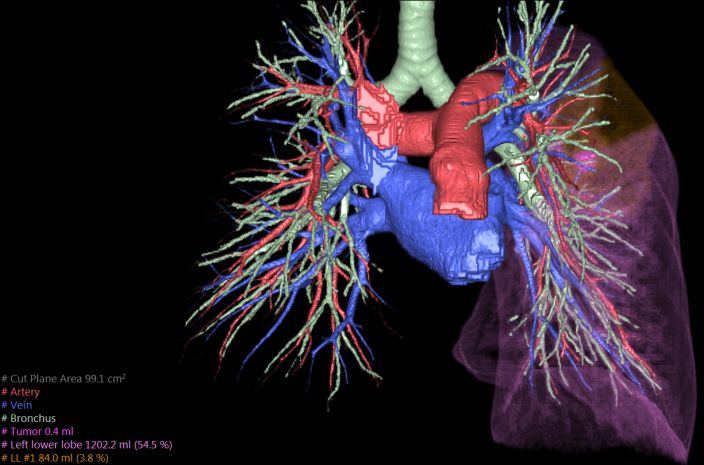 # Cut Plane Area 99.1 cm²
# Artery
# Vein
# Bronchus
# Tumor 0.4 ml
# Left lower lobe 1202.2 ml (54.5 %)
# LL #1 84.0 ml (3.8 %)